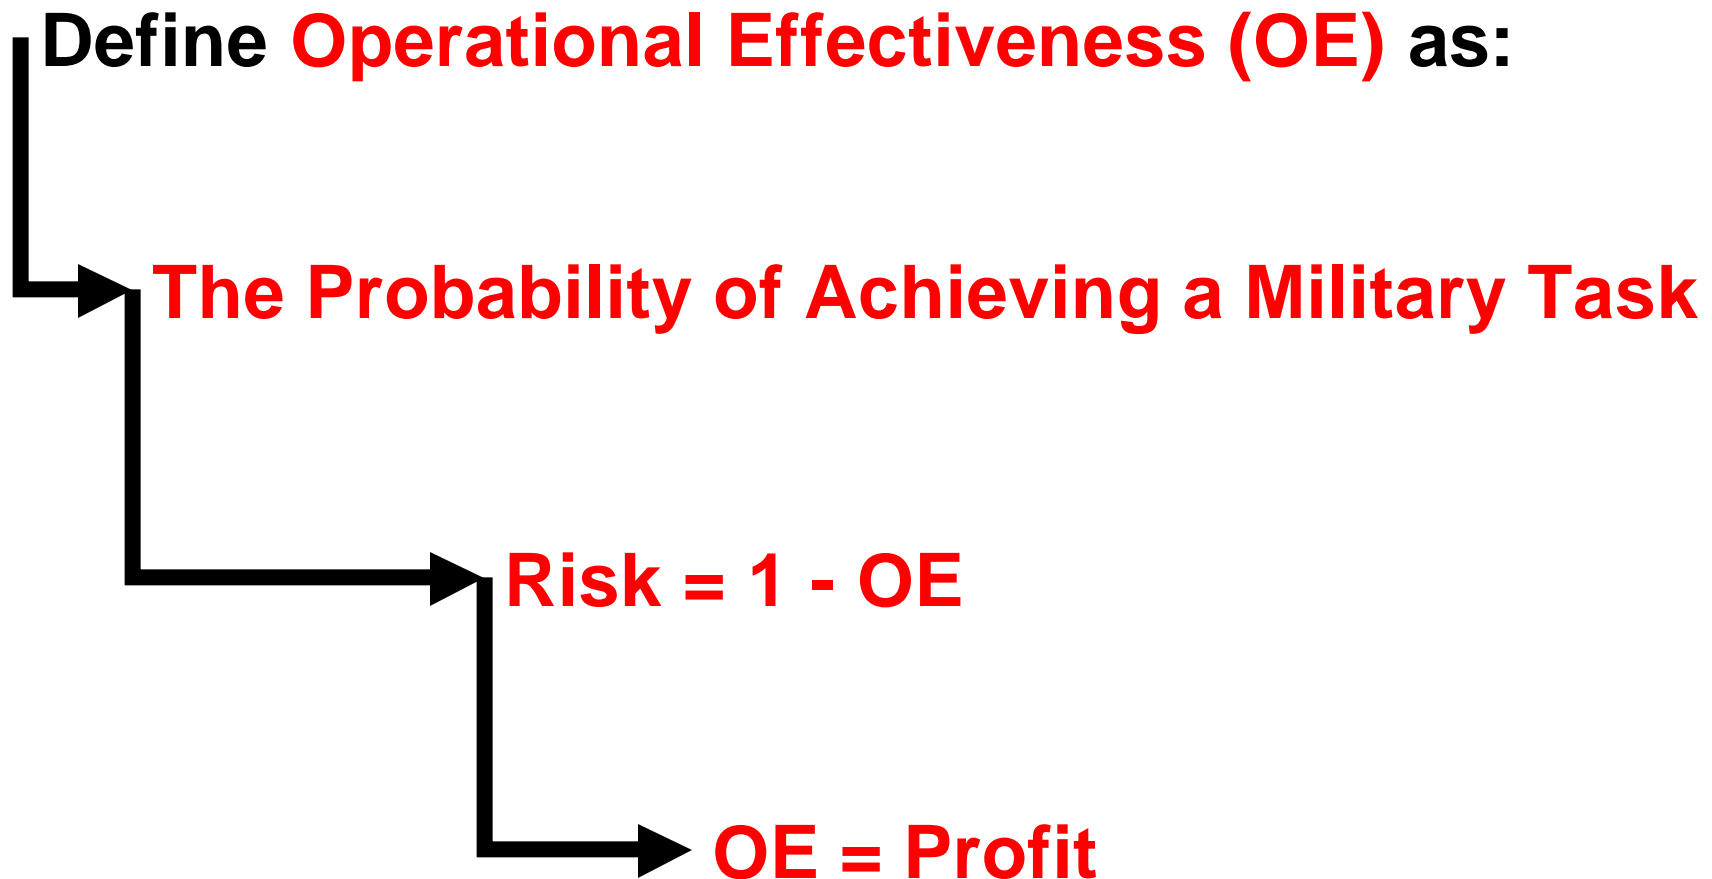 Define Operational Effectiveness (OE) as:
The Probability of Achieving a Military Task
Risk = 1 - OE
OE = Profit